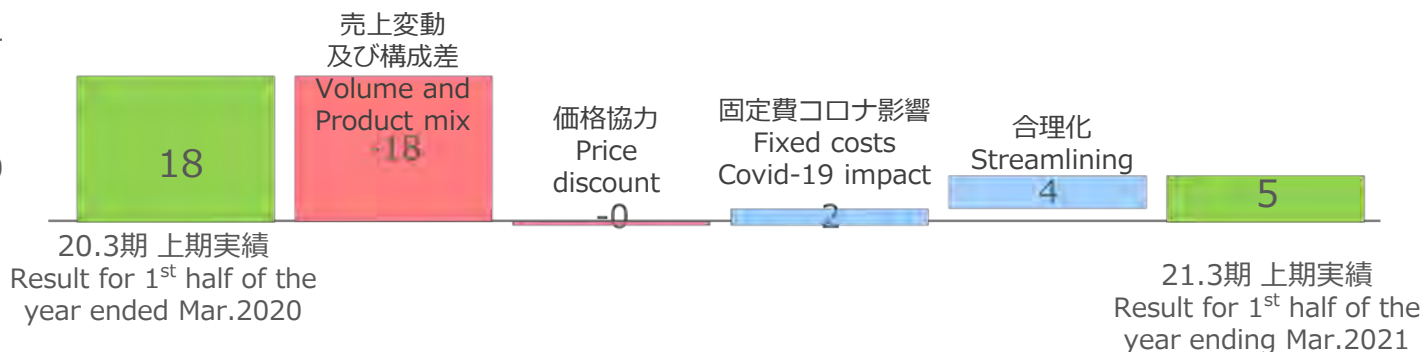 売上変動
及び構成差
Volume and
Product mix
-18
18
価格協力
Price
discount
-0
固定費コロナ影響
Fixed costs
Covid-19 impact
2
合理化
Streamlining
4
5
20.3期 上期実績
Result for 1st half of the
year ended Mar.2020
21.3期 上期実績
Result for 1st half of the
year ending Mar.2021